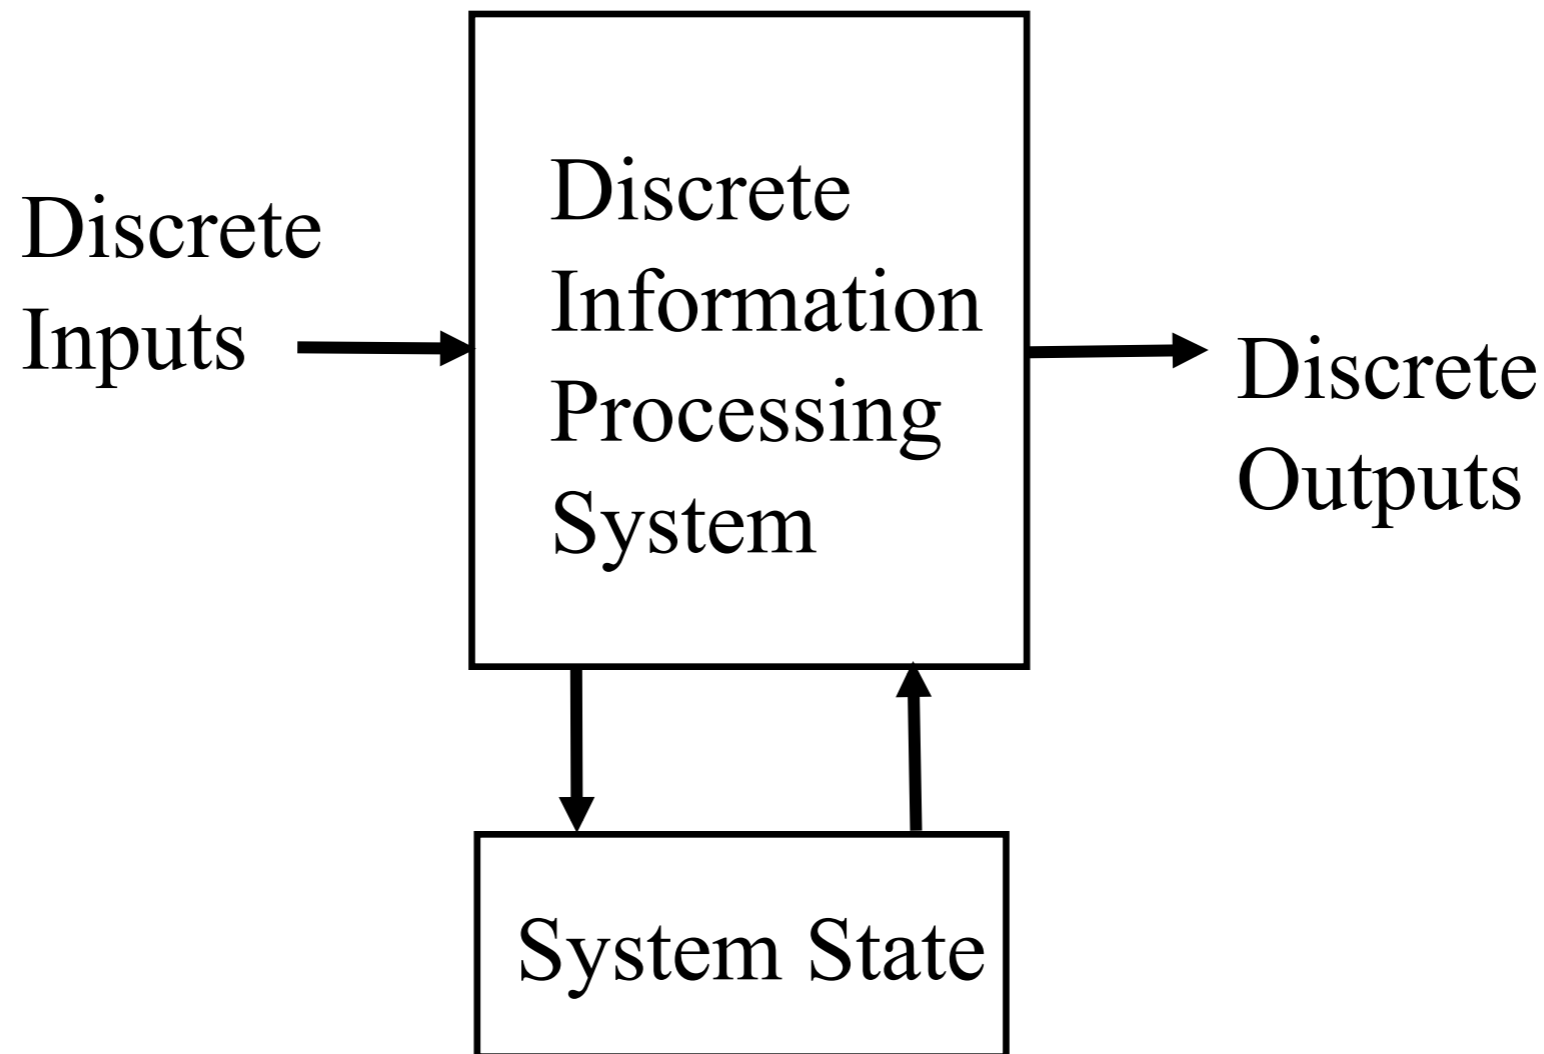 Discrete
Inputs
Discrete
Information
Processing
System
Discrete
Outputs
System State